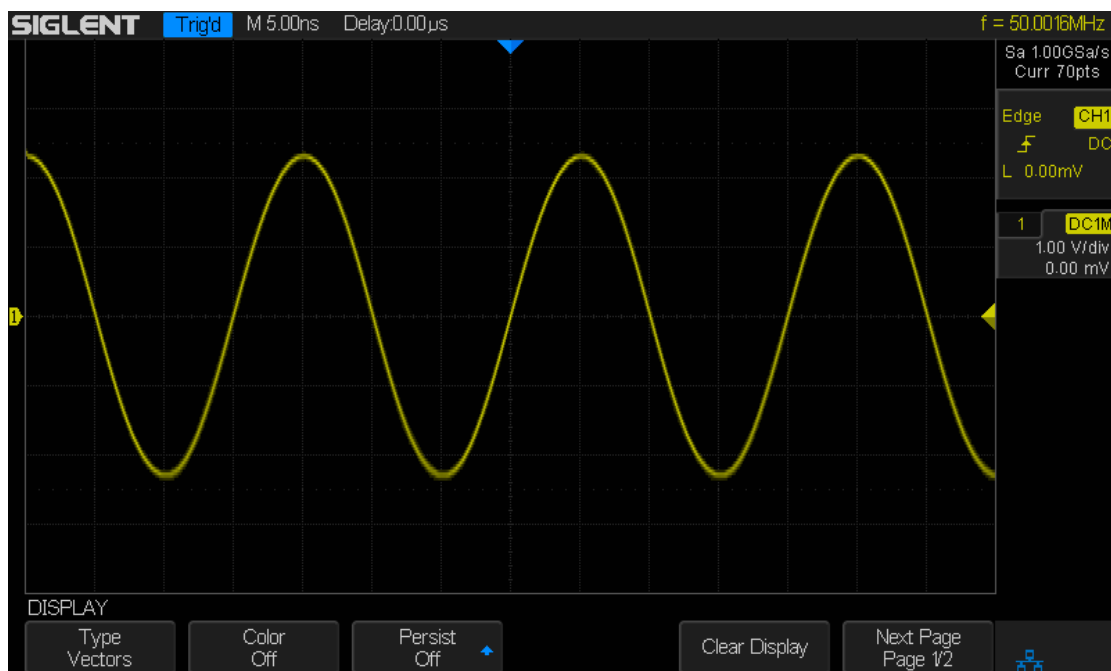 SIGLENT Trig'd M 5.00ns Delay:0.00µs f = 50.0016MHz
Sa 1.00GSa/s
Curr 70pts
Edge CH1
DC
L 0.00mV
1 DC1M
1.00 V/div
0.00 mV
1
DISPLAY
Type
Vectors
Color
Off
Persist
Off
Clear Display
Next Page
Page 1/2